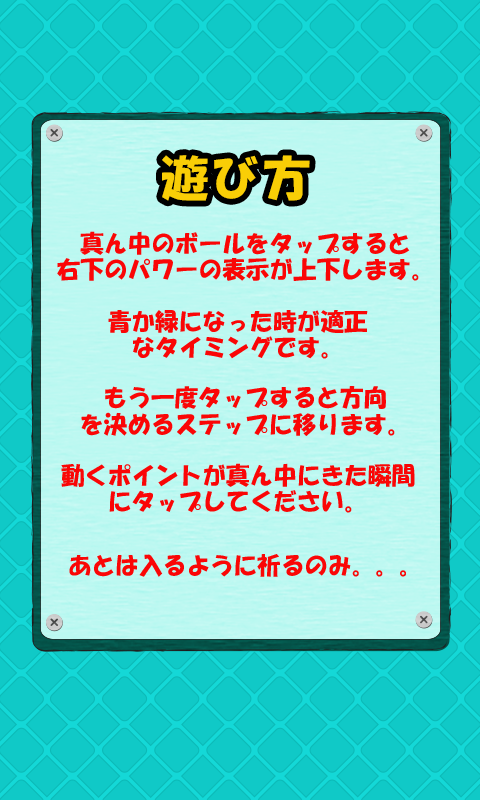 遊び方
真ん中のボールをタップすると
右下のパワーの表示が上下します。
青か緑になった時が適正
なタイミングです。
もう一度タップすると方向
を決めるステップに移ります。
動くポイントが真ん中にきた瞬間
にタップしてください。
あとは入るように祈るのみ。。。